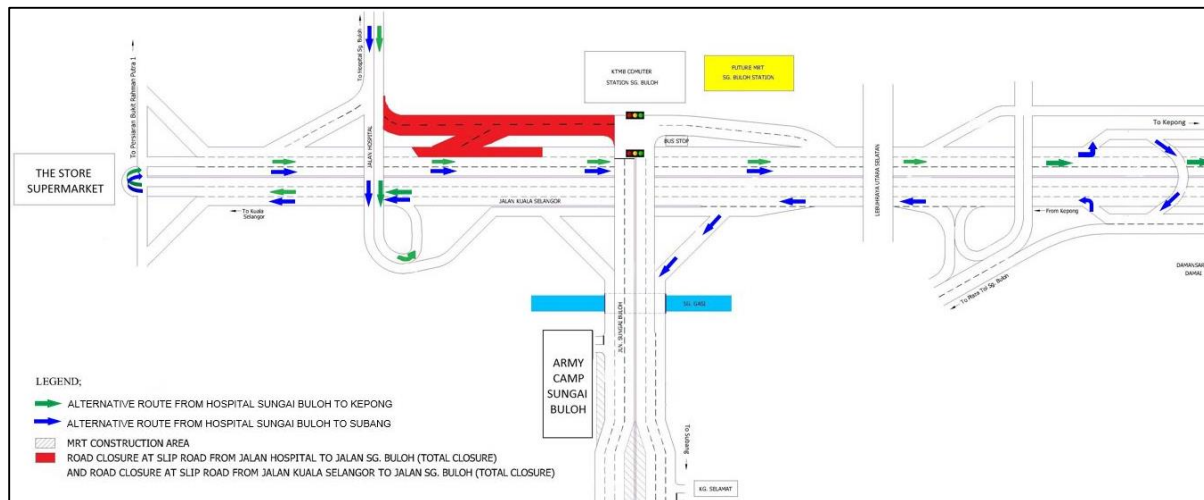 To Persiaran Bukit Rahman Putra 1
To Hospital Sg. Buloh
JALAN HOSPITAL
KTMB COMUTER
STATION SG. BULOH
FUTURE MRT
SG. BULOH STATION
BUS STOP
LEBUHRAYA UTARA SELATAN
To Kepong
THE STORE
SUPERMARKET
To Kuala
Selangor
JALAN KUALA SELANGOR
From Kepong
To Plaza Tol Sg. Buloh
DAMANSAR
DAMAI
JLN. SUNGAI BULOH
ARMY
CAMP
SUNGAI
BULOH
To Subang
KG. SELAMAT
LEGEND;
ALTERNATIVE ROUTE FROM HOSPITAL SUNGAI BULOH TO KEPONG
ALTERNATIVE ROUTE FROM HOSPITAL SUNGAI BULOH TO SUBANG
MRT CONSTRUCTION AREA
ROAD CLOSURE AT SLIP ROAD FROM JALAN HOSPITAL TO JALAN SG. BULOH (TOTAL CLOSURE)
AND ROAD CLOSURE AT SLIP ROAD FROM JALAN KUALA SELANGOR TO JALAN SG. BULOH (TOTAL CLOSURE)